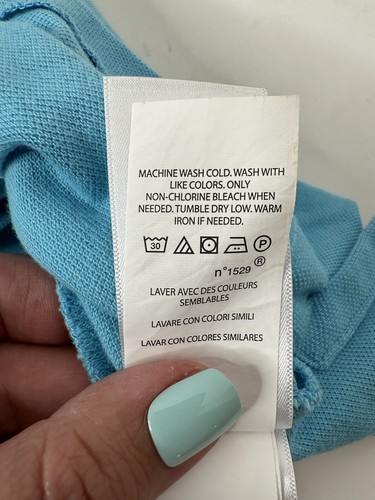 MACHINE WASH COLD. WASH WITH
LIKE COLORS. ONLY
NON-CHLORINE BLEACH WHEN
NEEDED. TUMBLE DRY LOW. WARM
IRON IF NEEDED.
30 P
®
n°1529
LAVER AVEC DES COULEURS
SEMBLABLES
LAVARE CON COLORI SIMILI
LAVAR CON COLORES SIMILARES